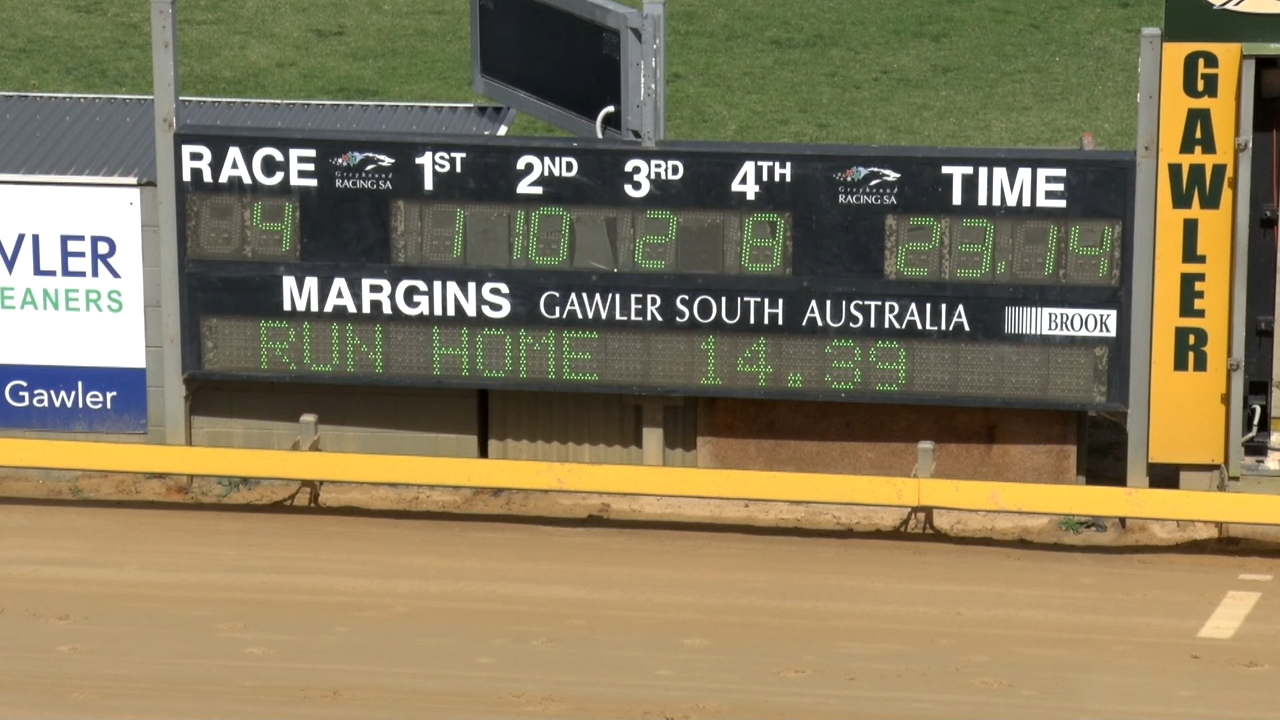 RACE Greyhound RACING SA 1ST 2ND 3RD 4TH Greyhound RACING SA TIME
4 1 10 2 8 23.14
MARGINS GAWLER SOUTH AUSTRALIA BROOK
RUN HOME 14.39
WLER
EANERS
Gawler
GAWLER